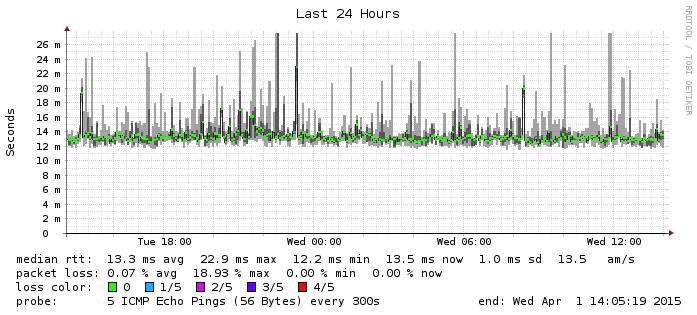 Last 24 Hours
RRDTOOL / TOBI OETIKER
Seconds
26 m
24 m
22 m
20 m
18 m
16 m
14 m
12 m
10 m
8 m
6 m
4 m
2 m
0
Tue 18:00 Wed 00:00 Wed 06:00 Wed 12:00
median rtt: 13.3 ms avg 22.9 ms max 12.2 ms min 13.5 ms now 1.0 ms sd 13.5 am/s
packet loss: 0.07 % avg 18.93 % max 0.00 % min 0.00 % now
loss color: 0 1/5 2/5 3/5 4/5
probe: 5 ICMP Echo Pings (56 Bytes) every 300s end: Wed Apr 1 14:05:19 2015